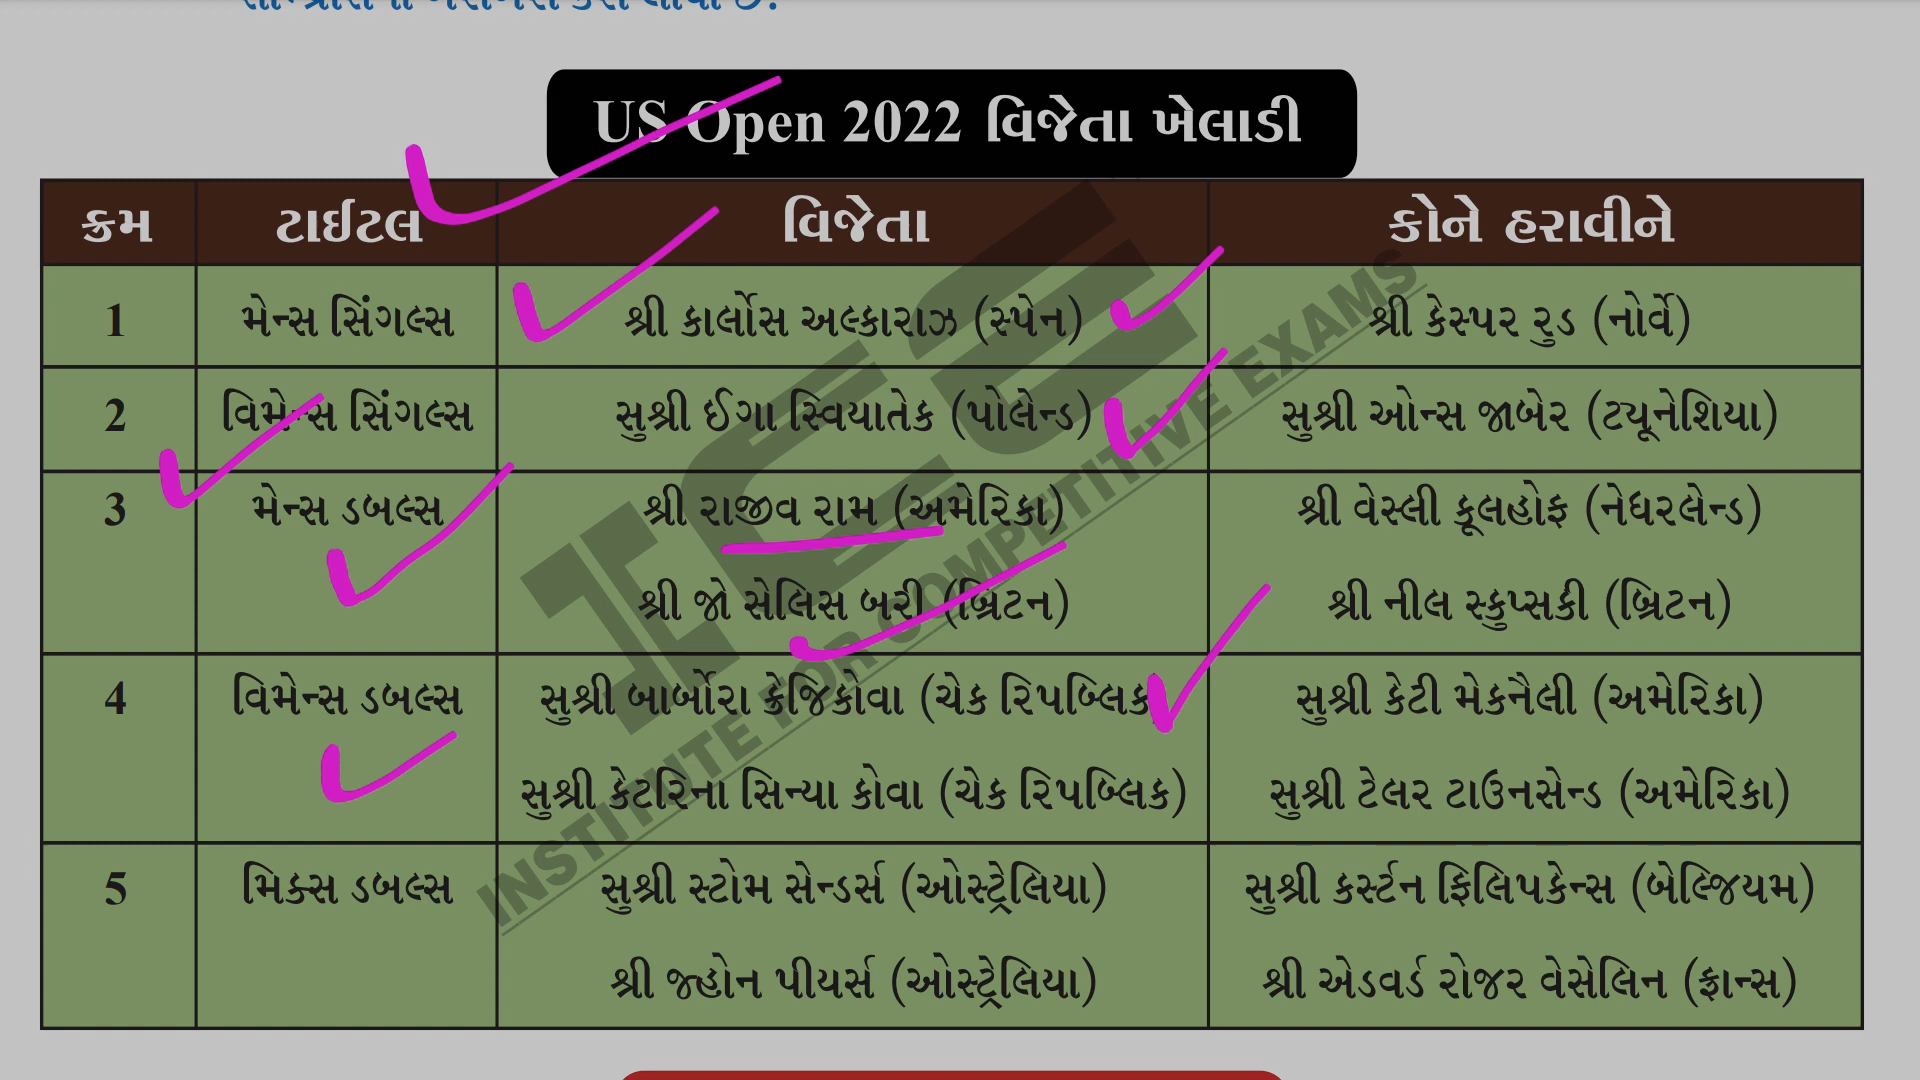 US Open 2022 વિજેતા ખેલાડી
ક્રમ ટાઈટલ વિજેતા કોને હરાવીને
1 મેન્સ સિંગલ્સ શ્રી કાર્લોસ અલ્કારાઝ (સ્પેન) શ્રી કેસ્પર રુડ (નોર્વે)
2 વિમેન્સ સિંગલ્સ સુશ્રી ઈગા સ્વિયાતેક (પોલેન્ડ) સુશ્રી ઓન્સ જાબેર (ટ્યૂનેશિયા)
3 મેન્સ ડબલ્સ શ્રી રાજીવ રામ (અમેરિકા) શ્રી વેસ્લી કૂલહોફ (નેધરલેન્ડ)
શ્રી જો સેલિસ બરી (બ્રિટન) શ્રી નીલ સ્કુપ્સકી (બ્રિટન)
4 વિમેન્સ ડબલ્સ સુશ્રી બાર્બોરા ક્રેજિકોવા (ચેક રિપબ્લિક) સુશ્રી કેટી મેકનૈલી (અમેરિકા)
સુશ્રી કેટરિના સિન્યા કોવા (ચેક રિપબ્લિક) સુશ્રી ટેલર ટાઉનસેન્ડ (અમેરિકા)
5 મિક્સ ડબલ્સ સુશ્રી સ્ટોમ સેન્ડર્સ (ઓસ્ટ્રેલિયા) સુશ્રી કર્સ્ટન ફિલિપકેન્સ (બેલ્જિયમ)
શ્રી જ્હોન પીયર્સ (ઓસ્ટ્રેલિયા) શ્રી એડવર્ડ રોજર વેસેલિન (ફ્રાન્સ)
ICE
INSTITUTE FOR COMPETITIVE EXAMS